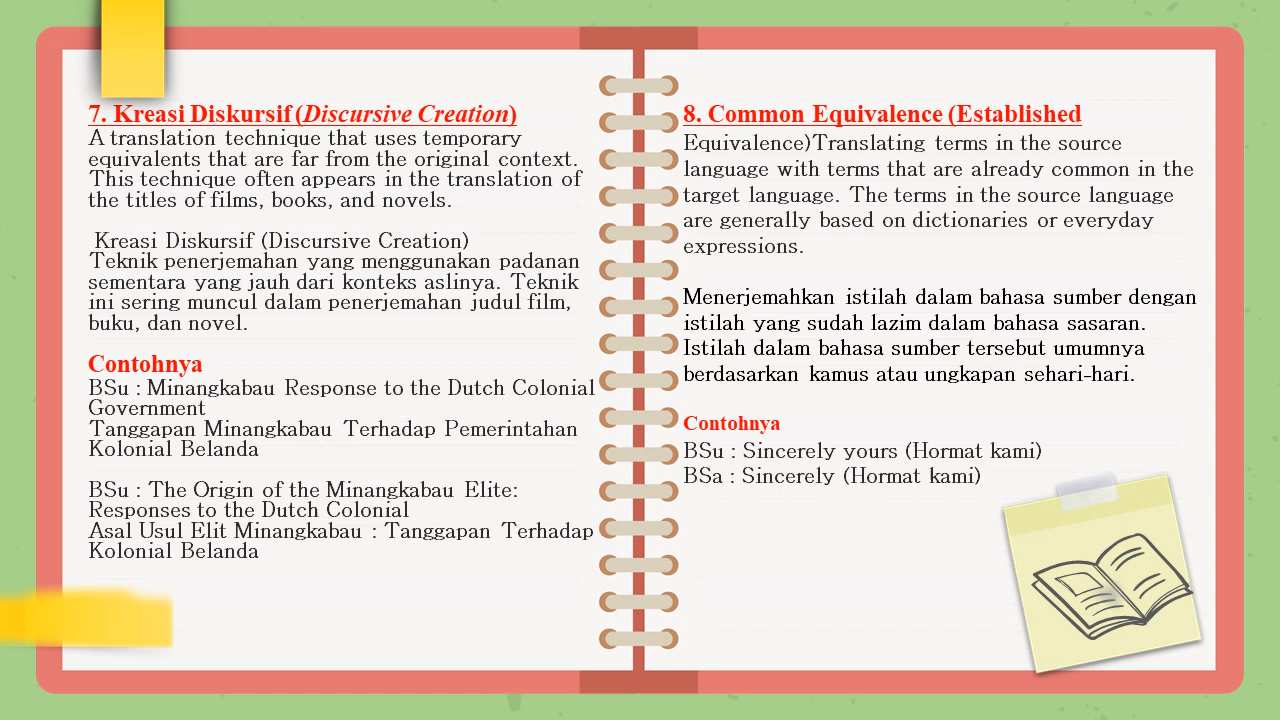 7. Kreasi Diskursif (Discursive Creation)
A translation technique that uses temporary
equivalents that are far from the original context.
This technique often appears in the translation of
the titles of films, books, and novels.
Kreasi Diskursif (Discursive Creation)
Teknik penerjemahan yang menggunakan padanan
sementara yang jauh dari konteks aslinya. Teknik
ini sering muncul dalam penerjemahan judul film,
buku, dan novel.
Contohnya
BSu : Minangkabau Response to the Dutch Colonial
Government
Tanggapan Minangkabau Terhadap Pemerintahan
Kolonial Belanda
BSu : The Origin of the Minangkabau Elite:
Responses to the Dutch Colonial
Asal Usul Elit Minangkabau : Tanggapan Terhadap
Kolonial Belanda
8. Common Equivalence (Established
Equivalence)Translating terms in the source
language with terms that are already common in the
target language. The terms in the source language
are generally based on dictionaries or everyday
expressions.
Menerjemahkan istilah dalam bahasa sumber dengan
istilah yang sudah lazim dalam bahasa sasaran.
Istilah dalam bahasa sumber tersebut umumnya
berdasarkan kamus atau ungkapan sehari-hari.
Contohnya
BSu : Sincerely yours (Hormat kami)
BSa : Sincerely (Hormat kami)